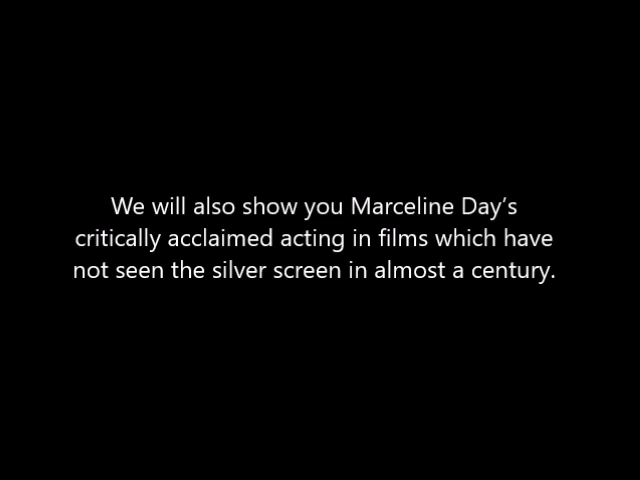 We will also show you Marceline Day’s
critically acclaimed acting in films which have
not seen the silver screen in almost a century.